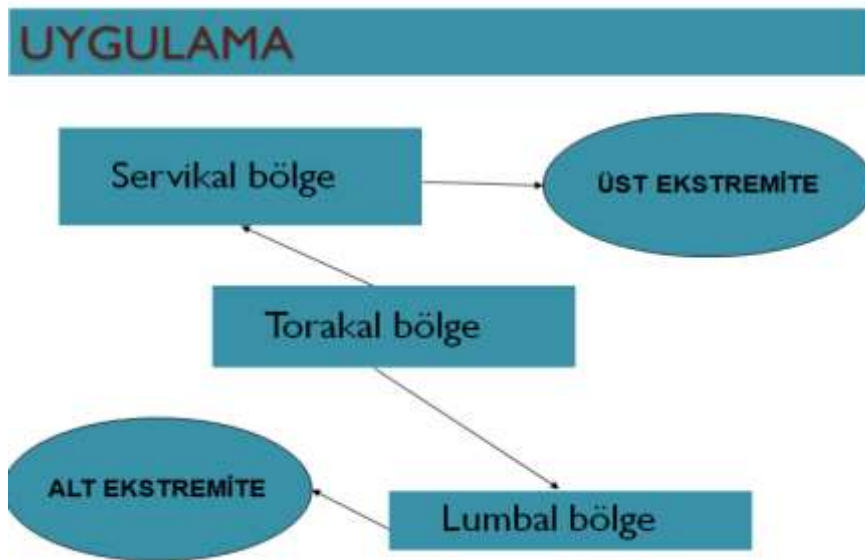 UYGULAMA
Servikal bölge
ÜST EKSTREMİTE
Torakal bölge
ALT EKSTREMİTE
Lumbal bölge